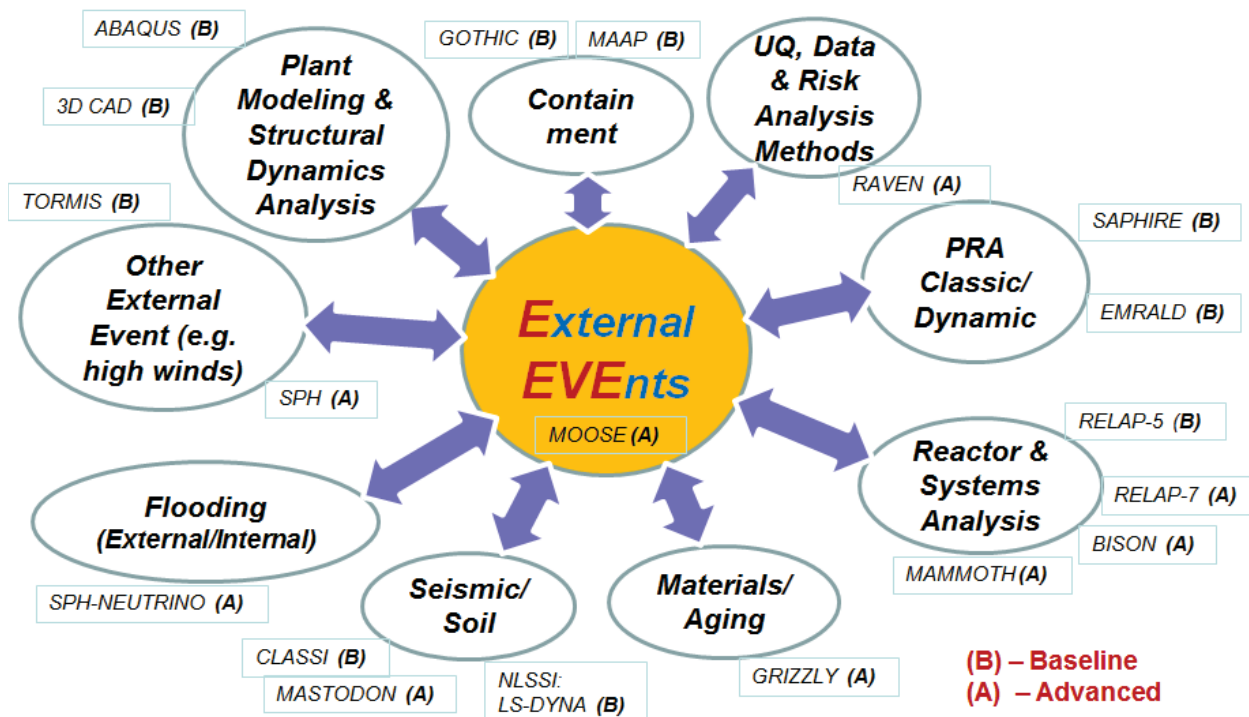 ABAQUS (B)
3D CAD (B)
Plant
Modeling &
Structural
Dynamics
Analysis
GOTHIC (B)
MAAP (B)
Contain
ment
UQ, Data
& Risk
Analysis
Methods
RAVEN (A)
TORMIS (B)
Other
External
Event (e.g.
high winds)
SPH (A)
External
EVEnts
MOOSE (A)
PRA
Classic/
Dynamic
SAPHIRE (B)
EMRALD (B)
Reactor &
Systems
Analysis
RELAP-5 (B)
RELAP-7 (A)
BISON (A)
MAMMOTH (A)
Flooding
(External/Internal)
SPH-NEUTRINO (A)
Seismic/
Soil
CLASSI (B)
MASTODON (A)
NLSSI:
LS-DYNA (B)
Materials/
Aging
GRIZZLY (A)
(B) – Baseline
(A) – Advanced